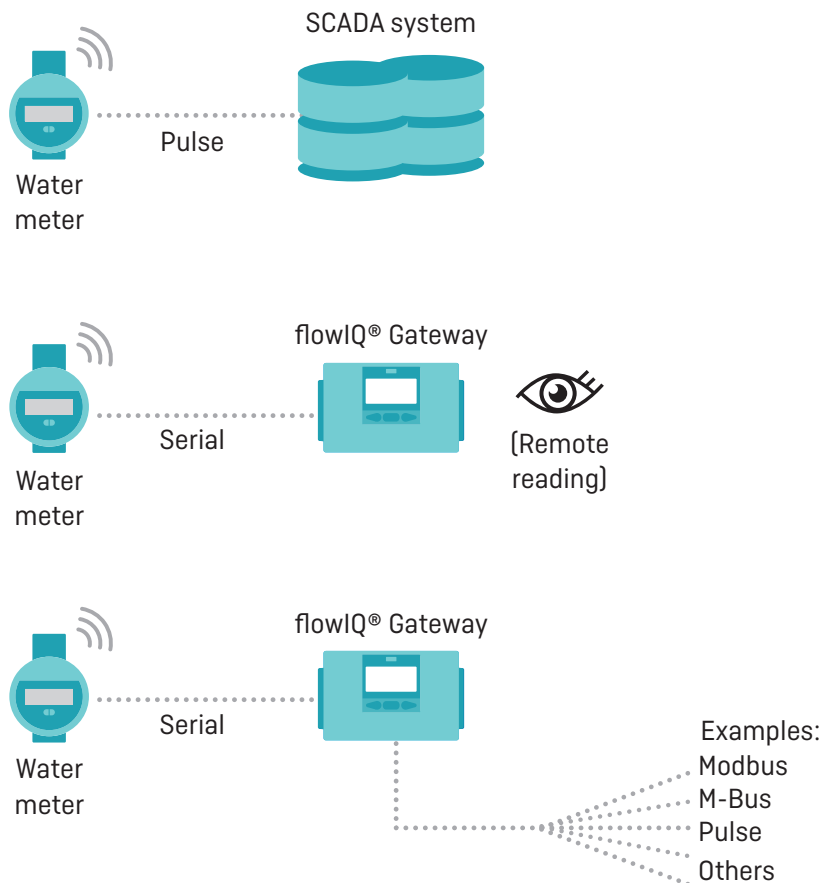 SCADA system
Pulse
Water
meter
flowIQ® Gateway
Serial
(Remote
reading)
Water
meter
flowIQ® Gateway
Serial
Water
meter
Examples:
Modbus
M-Bus
Pulse
Others